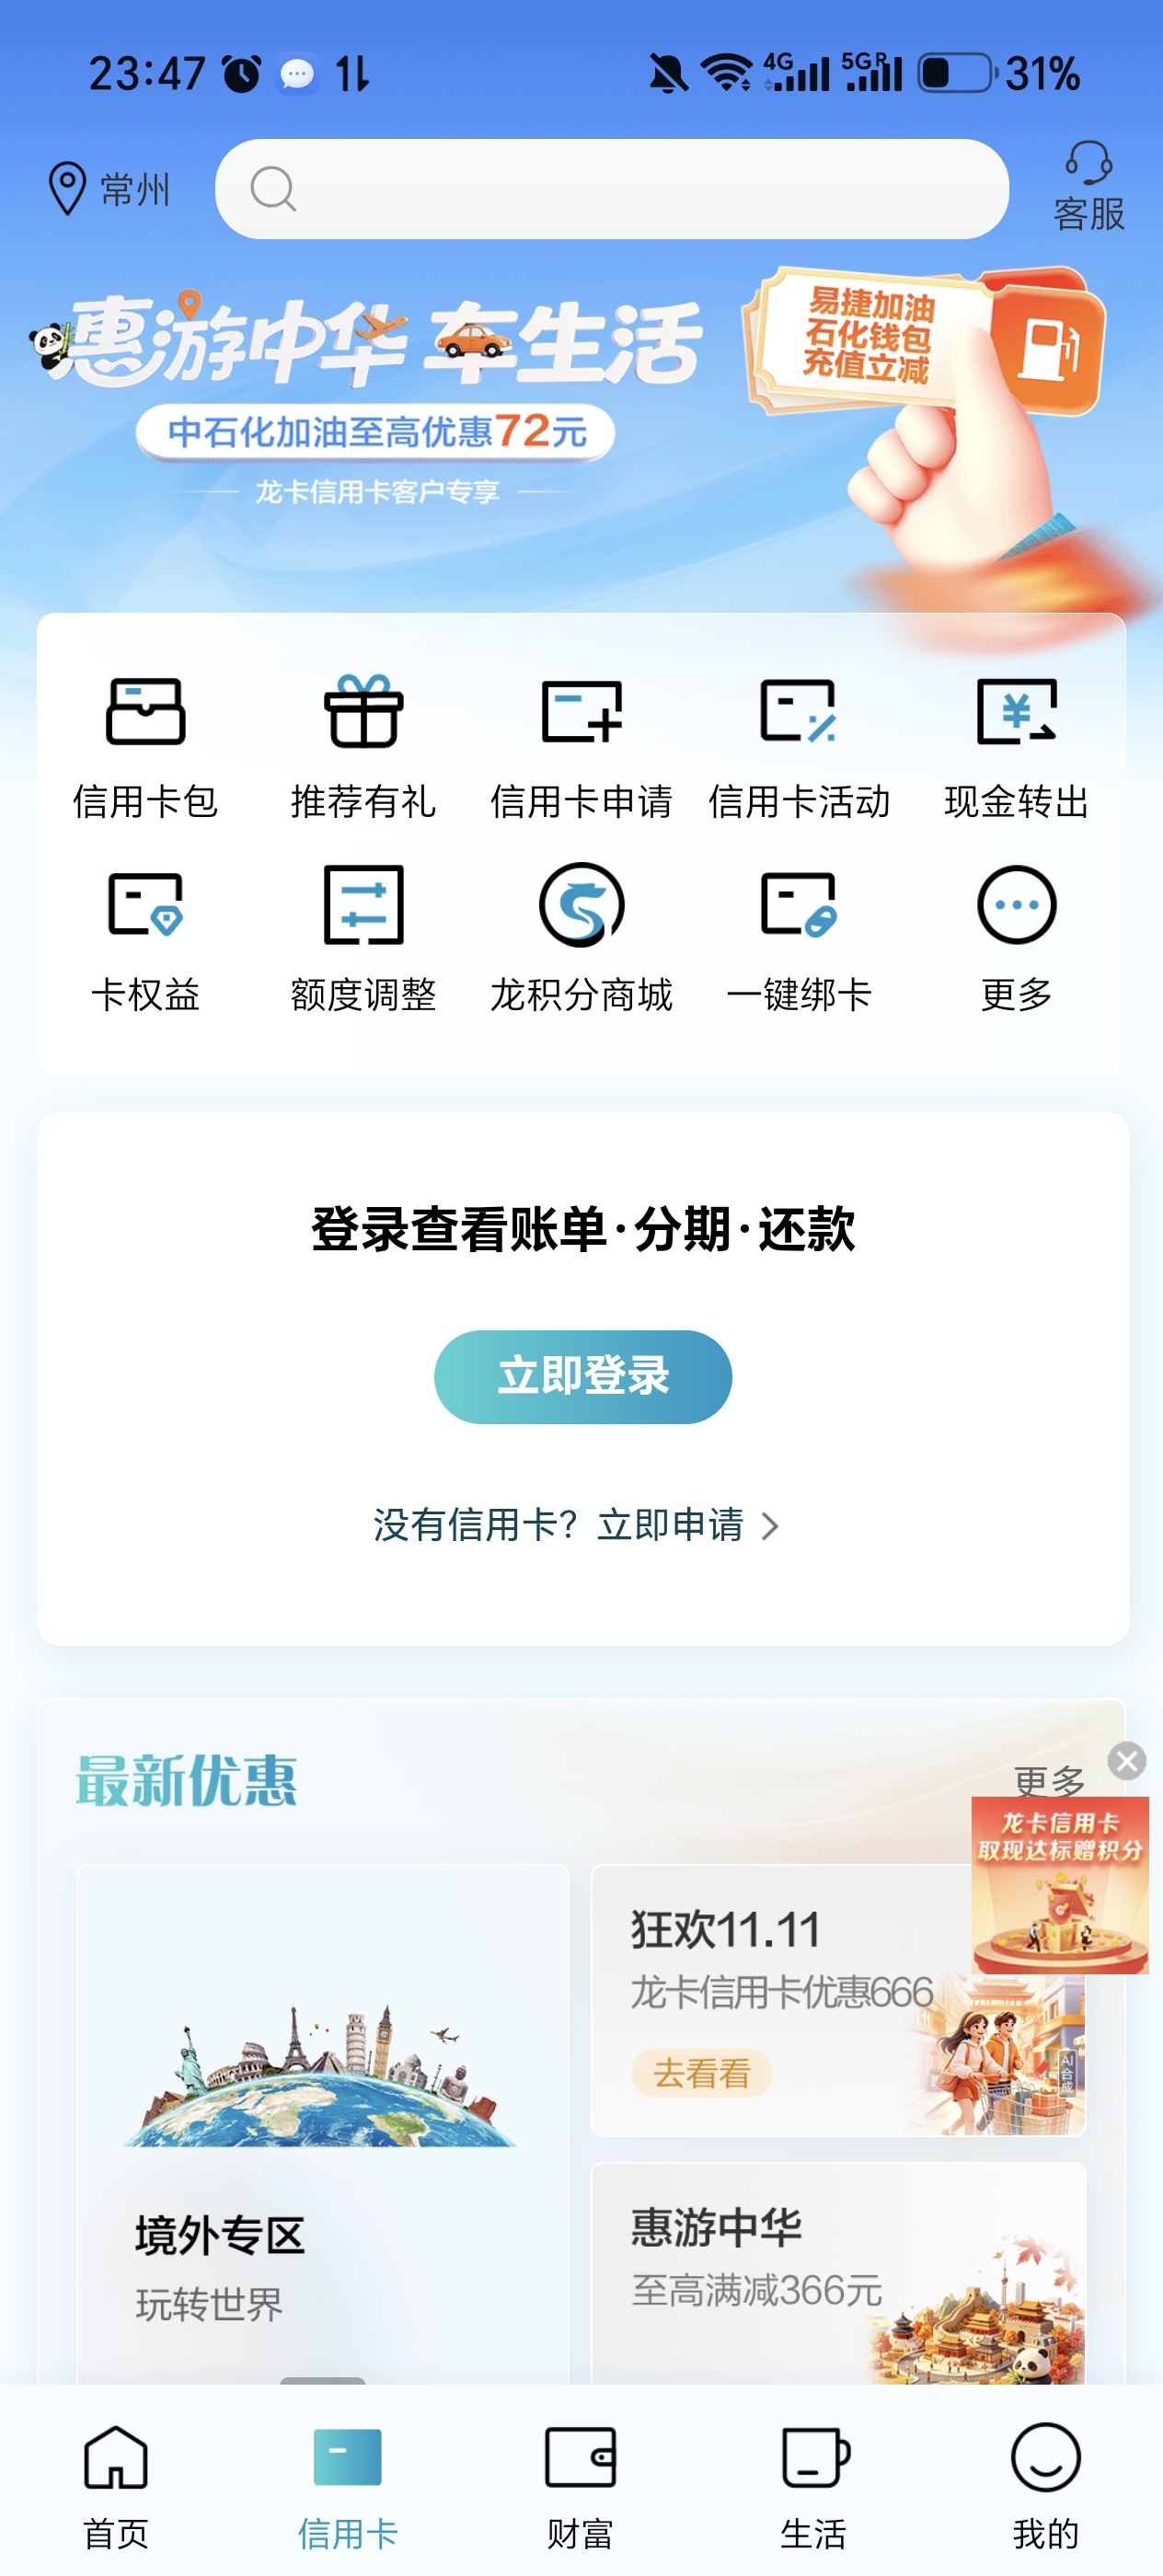 23:47
4G
5G R
31%
常州
客服
惠游中华 车生活
易捷加油
石化钱包
充值立减
中石化加油至高优惠72元
龙卡信用卡客户专享
信用卡包
推荐有礼
信用卡申请
信用卡活动
现金转出
卡权益
额度调整
龙积分商城
一键绑卡
更多
登录查看账单·分期·还款
立即登录
没有信用卡？立即申请
最新优惠
更多
龙卡信用卡
取现达标赠积分
狂欢11.11
龙卡信用卡优惠666
去看看
AI合成
境外专区
玩转世界
惠游中华
至高满减366元
首页
信用卡
财富
生活
我的